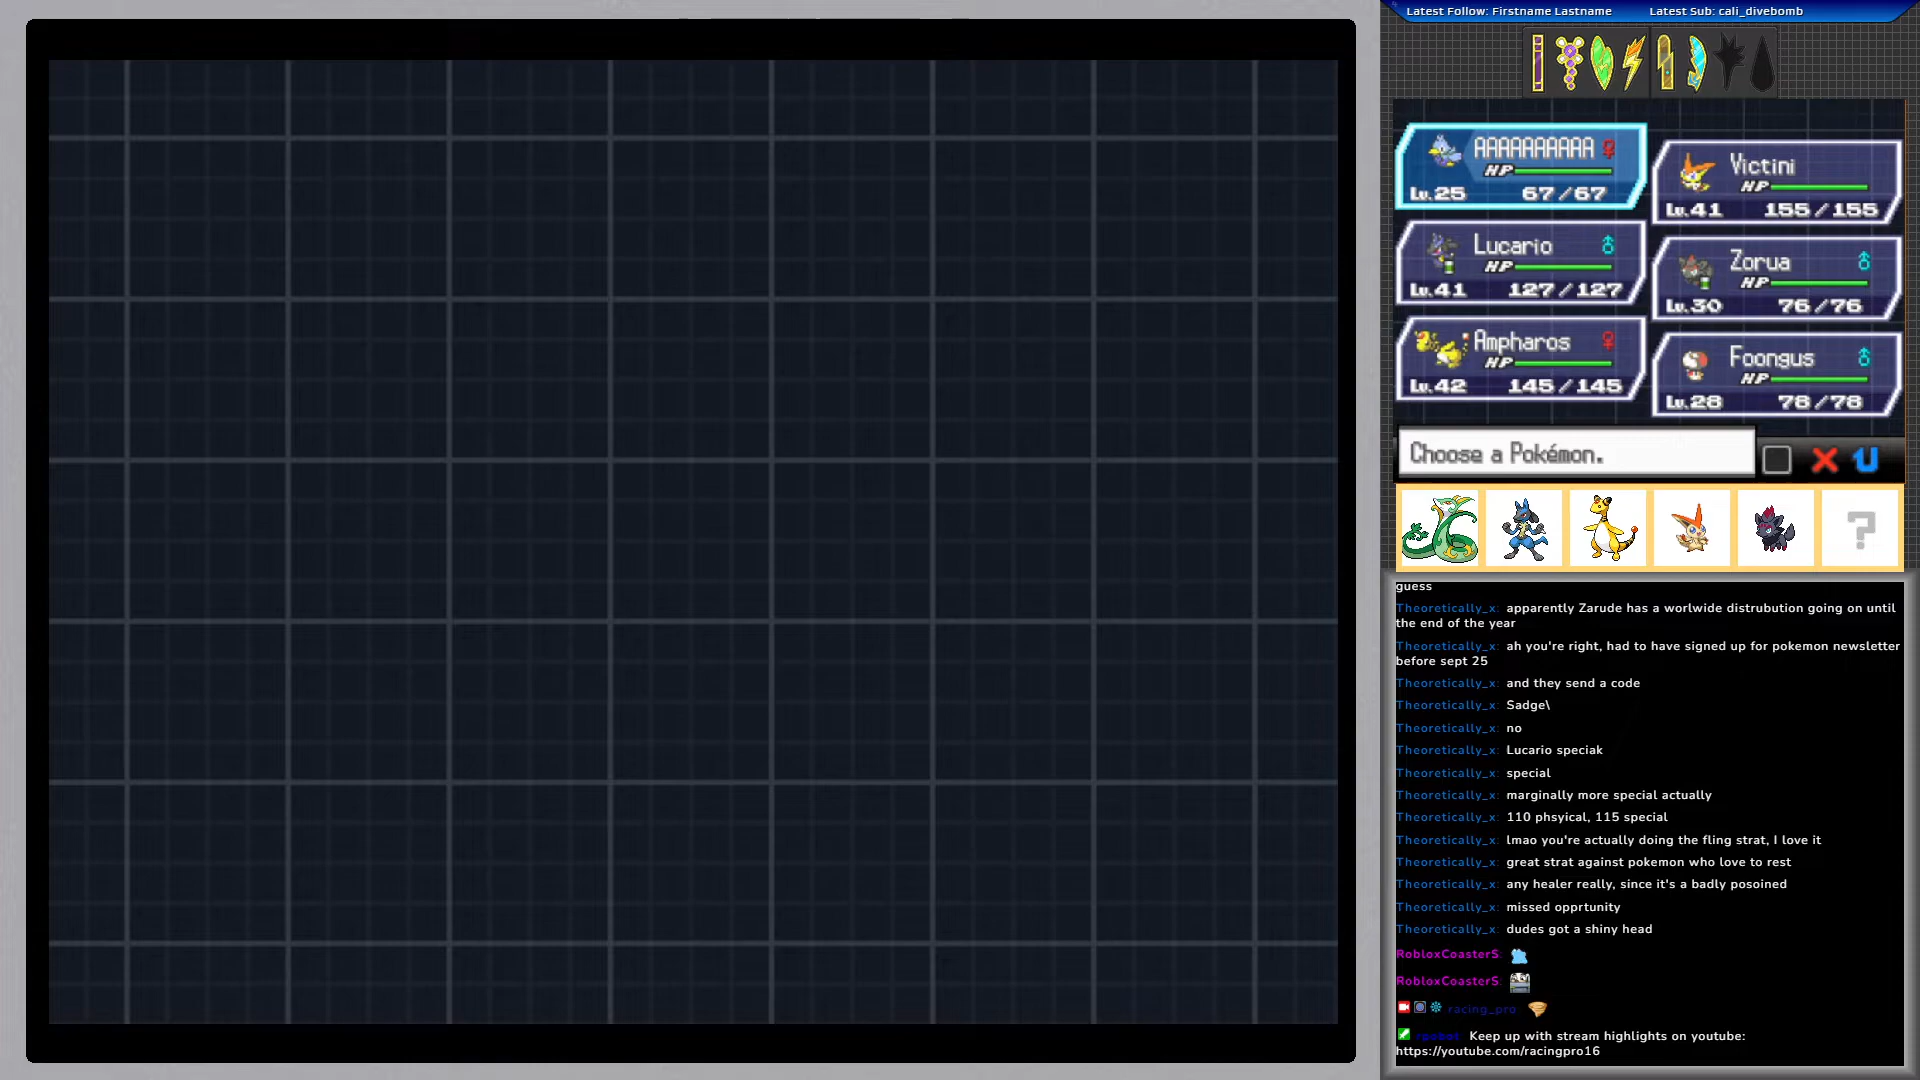 Latest Follow: Firstname Lastname
Latest Sub: cali_divebomb
AAAAAAAAAA ♀
HP
Lv.25 67/67
Victini
HP
Lv.41 155/155
Lucario ♂
HP
Lv.41 127/127
Zorua ♂
HP
Lv.30 76/76
Ampharos ♀
HP
Lv.42 145/145
Foongus ♂
HP
Lv.28 78/78
Choose a Pokémon.
?
guess
Theoretically_x: apparently Zarude has a worlwide distrubution going on until
the end of the year
Theoretically_x: ah you're right, had to have signed up for pokemon newsletter
before sept 25
Theoretically_x: and they send a code
Theoretically_x: Sadge\
Theoretically_x: no
Theoretically_x: Lucario speciak
Theoretically_x: special
Theoretically_x: marginally more special actually
Theoretically_x: 110 phsyical, 115 special
Theoretically_x: lmao you're actually doing the fling strat, I love it
Theoretically_x: great strat against pokemon who love to rest
Theoretically_x: any healer really, since it's a badly posoined
Theoretically_x: missed opprtunity
Theoretically_x: dudes got a shiny head
RobloxCoasterS:
RobloxCoasterS:
racing_pro:
Keep up with stream highlights on youtube:
https://youtube.com/racingpro16